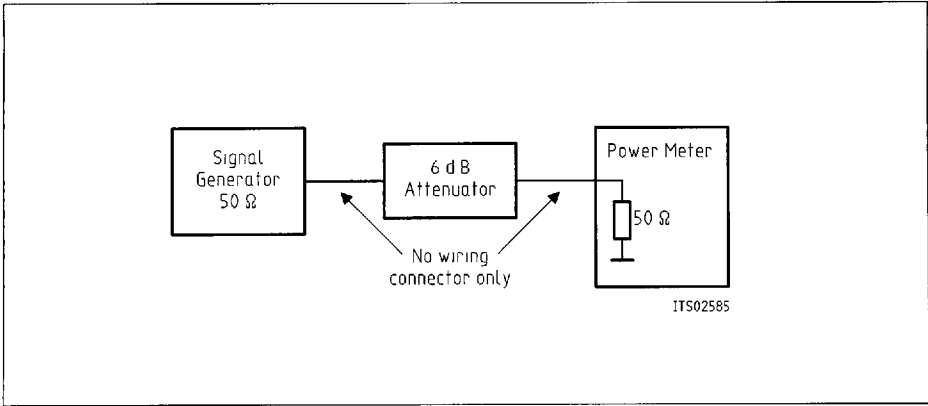 Signal
Generator
50 Ω
6 dB
Attenuator
Power Meter
50 Ω
No wiring
connector only
ITS02585